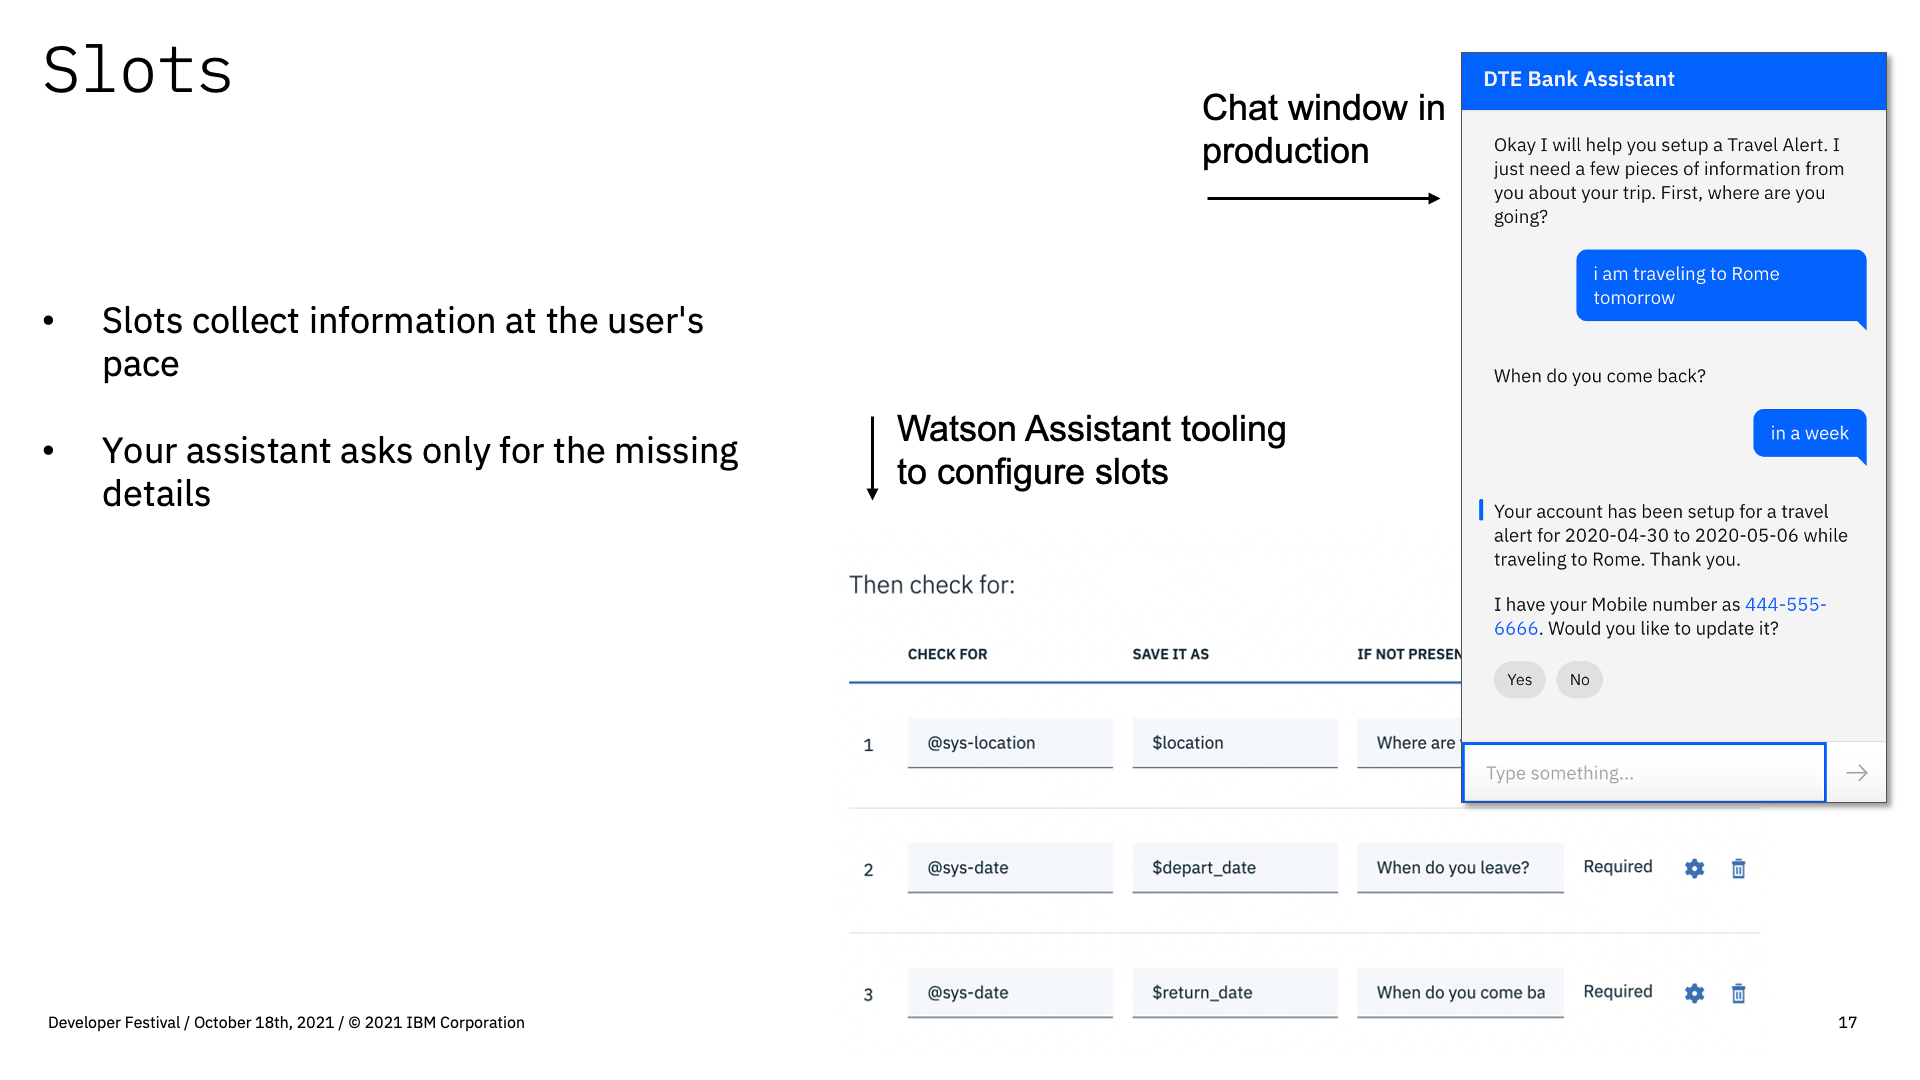 Slots
Chat window in
production
Slots collect information at the user's
pace
Your assistant asks only for the missing
details
Watson Assistant tooling
to configure slots
Then check for:
CHECK FOR SAVE IT AS IF NOT PRESEN
1 @sys-location $location Where are
2 @sys-date $depart_date When do you leave? Required
3 @sys-date $return_date When do you come ba Required
DTE Bank Assistant
Okay I will help you setup a Travel Alert. I
just need a few pieces of information from
you about your trip. First, where are you
going?
i am traveling to Rome
tomorrow
When do you come back?
in a week
Your account has been setup for a travel
alert for 2020-04-30 to 2020-05-06 while
traveling to Rome. Thank you.
I have your Mobile number as 444-555-
6666. Would you like to update it?
Yes No
Type something...
Developer Festival / October 18th, 2021 / © 2021 IBM Corporation
17